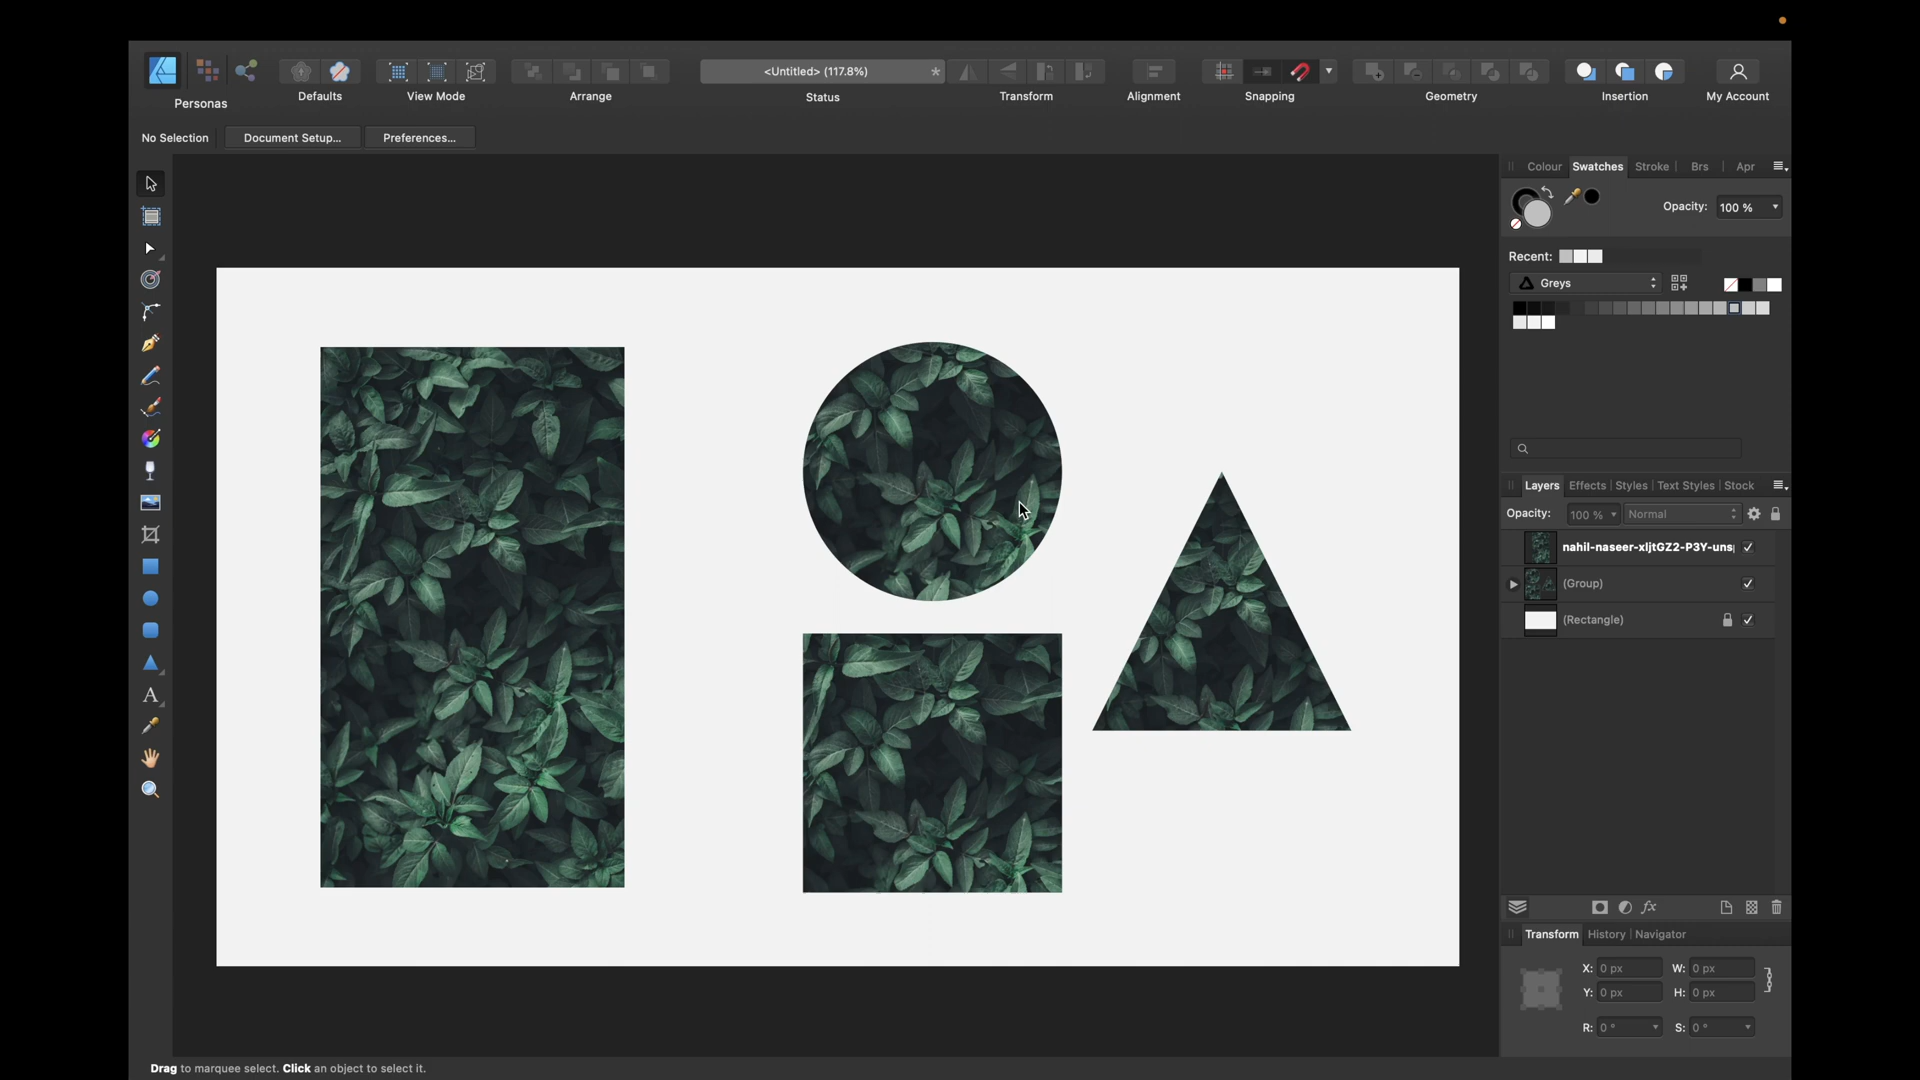 <Untitled> (117.8%)
*
Personas
Defaults
View Mode
Arrange
Status
Transform
Alignment
Snapping
Geometry
Insertion
My Account
No Selection
Document Setup...
Preferences...
Colour
Swatches
Stroke
Brs
Apr
Opacity:
100 %
Recent:
Greys
Layers
Effects
Styles
Text Styles
Stock
Opacity:
100 %
Normal
nahil-naseer-xljtGZ2-P3Y-uns
(Group)
(Rectangle)
Transform
History
Navigator
X: 0 px
W: 0 px
Y: 0 px
H: 0 px
R: 0 °
S: 0 °
Drag to marquee select. Click an object to select it.